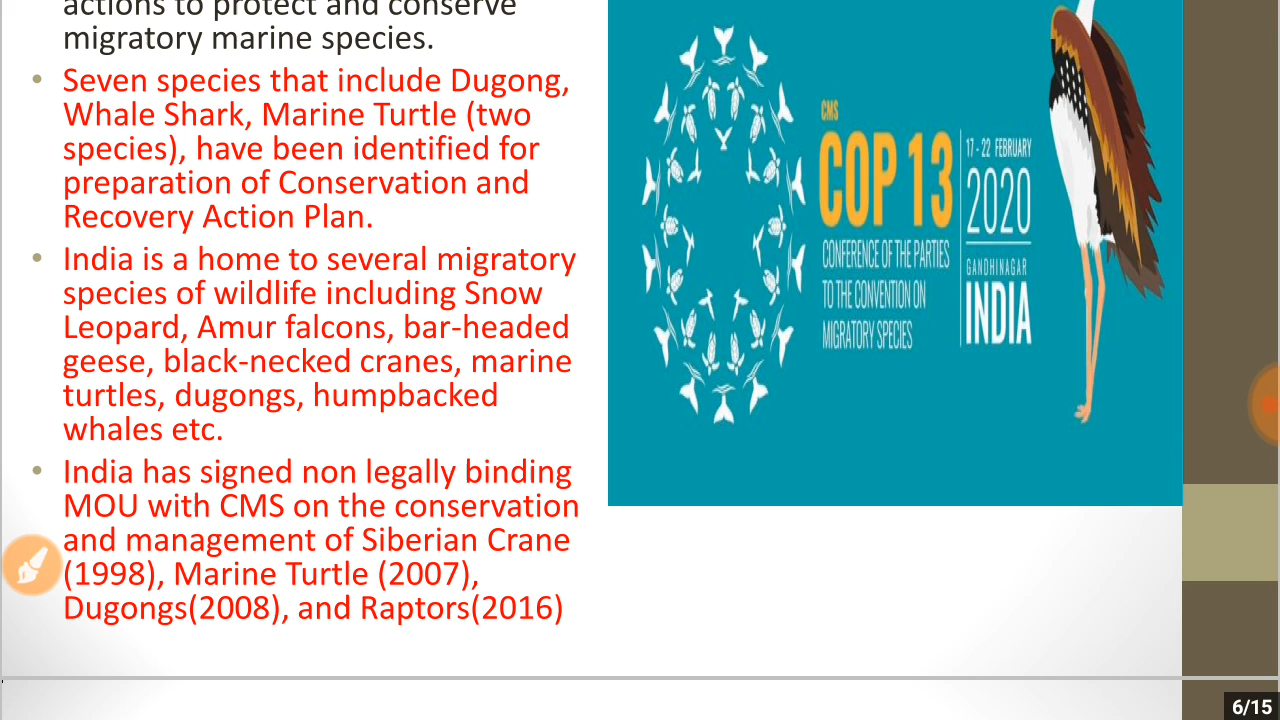 actions to protect and conserve
migratory marine species.
• Seven species that include Dugong,
Whale Shark, Marine Turtle (two
species), have been identified for
preparation of Conservation and
Recovery Action Plan.
• India is a home to several migratory
species of wildlife including Snow
Leopard, Amur falcons, bar-headed
geese, black-necked cranes, marine
turtles, dugongs, humpbacked
whales etc.
• India has signed non legally binding
MOU with CMS on the conservation
and management of Siberian Crane
(1998), Marine Turtle (2007),
Dugongs(2008), and Raptors(2016)
CMS
COP 13
CONFERENCE OF THE PARTIES
TO THE CONVENTION ON
MIGRATORY SPECIES
17 - 22 FEBRUARY
2020
GANDHINAGAR
INDIA
6/15